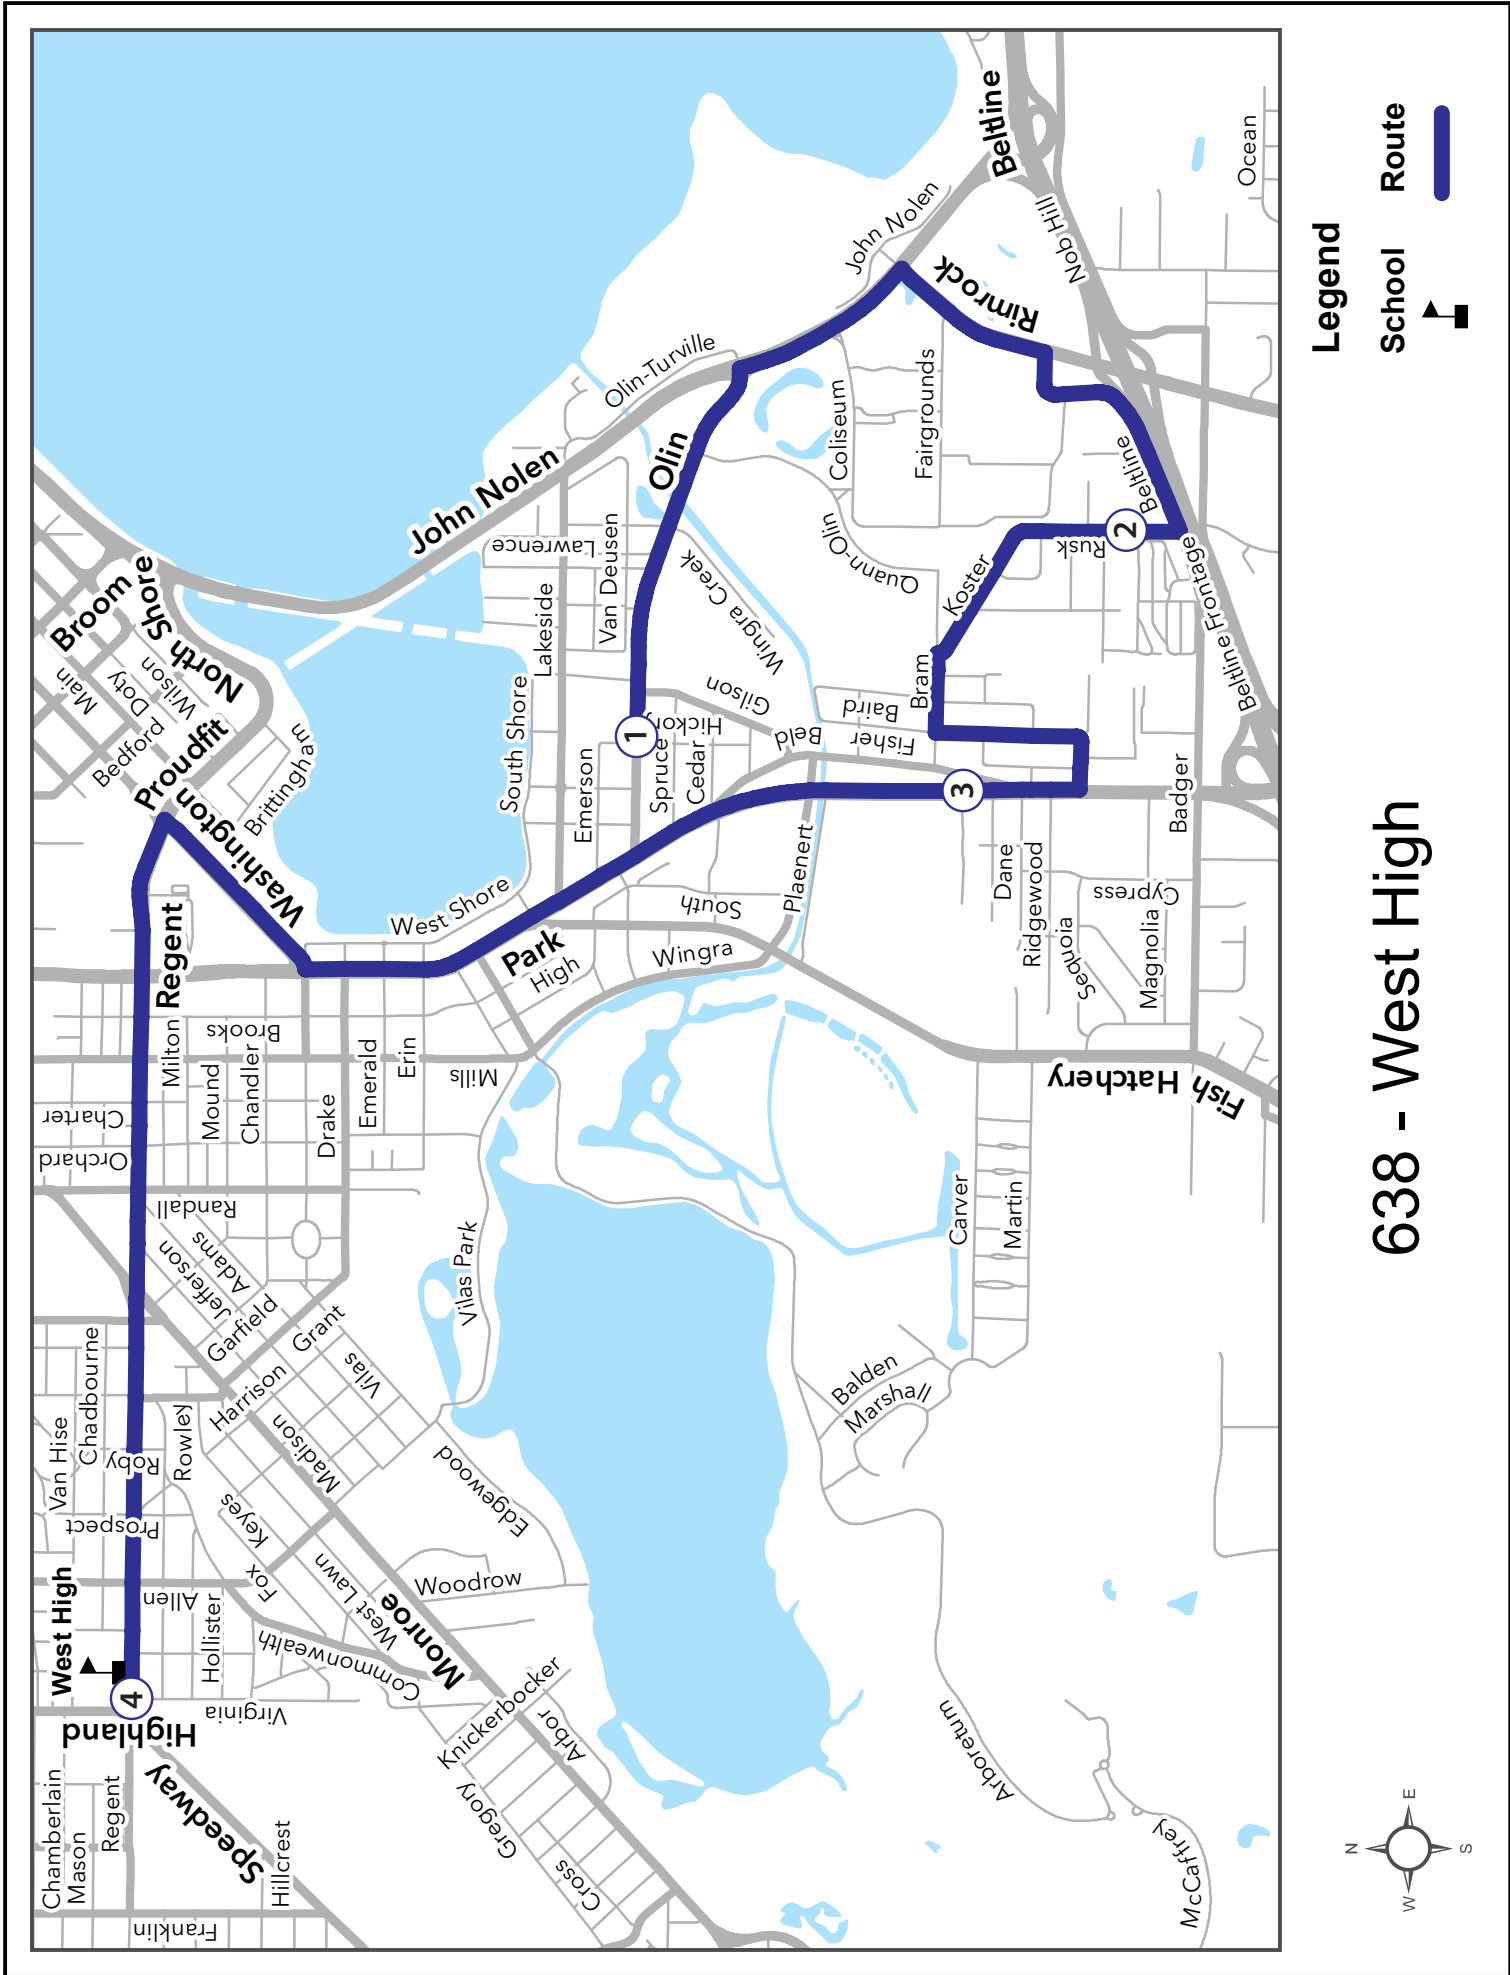 638 - West High
Legend
School
Route
N
E
S
W
1
2
3
4
West High
Highland
Speedway
Regent
Monroe
Park
Washington
Proudfit
North Shore
Broom
John Nolen
Olin
Rimrock
Beltline
Fish Hatchery
Chamberlain
Mason
Regent
Hillcrest
Franklin
Virginia
Hollister
Allen
Prospect
Roby
Rowley
Van Hise
Chadbourne
Commonwealth
Fox
Keyes
West Lawn
Woodrow
Madison
Harrison
Garfield
Jefferson
Adams
Grant
Vilas
Edgewood
Knickerbocker
Arbor
Gregory
Cross
Randall
Orchard
Charter
Milton
Mound
Chandler
Brooks
Drake
Emerald
Erin
Mills
Vilas Park
West Shore
High
Wingra
South
Plaenert
Brittingham
Bedford
Doty
Wilson
Main
South Shore
Lakeside
Emerson
Spruce
Cedar
Hickory
Gilson
Beld
Fisher
Baird
Bram
Koster
Rusk
Lawrence
Van Deusen
Wingra Creek
Quann-Olin
Coliseum
Fairgrounds
Olin-Turville
John Nolen
Nob Hill
Ocean
Beltline
Beltline Frontage
Badger
Dane
Ridgewood
Sequoia
Magnolia
Cypress
Carver
Martin
Balden
Marshall
Arboretum
McCaffrey